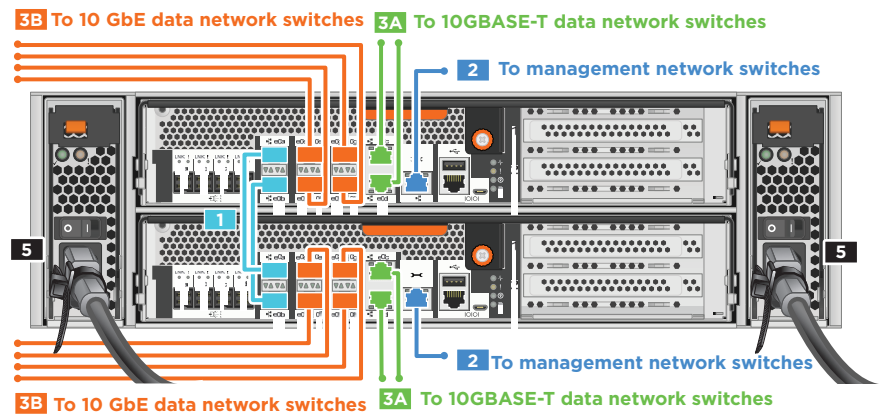 3B To 10 GbE data network switches
3A To 10GBASE-T data network switches
2 To management network switches
1
5
5
2 To management network switches
3B To 10 GbE data network switches
3A To 10GBASE-T data network switches